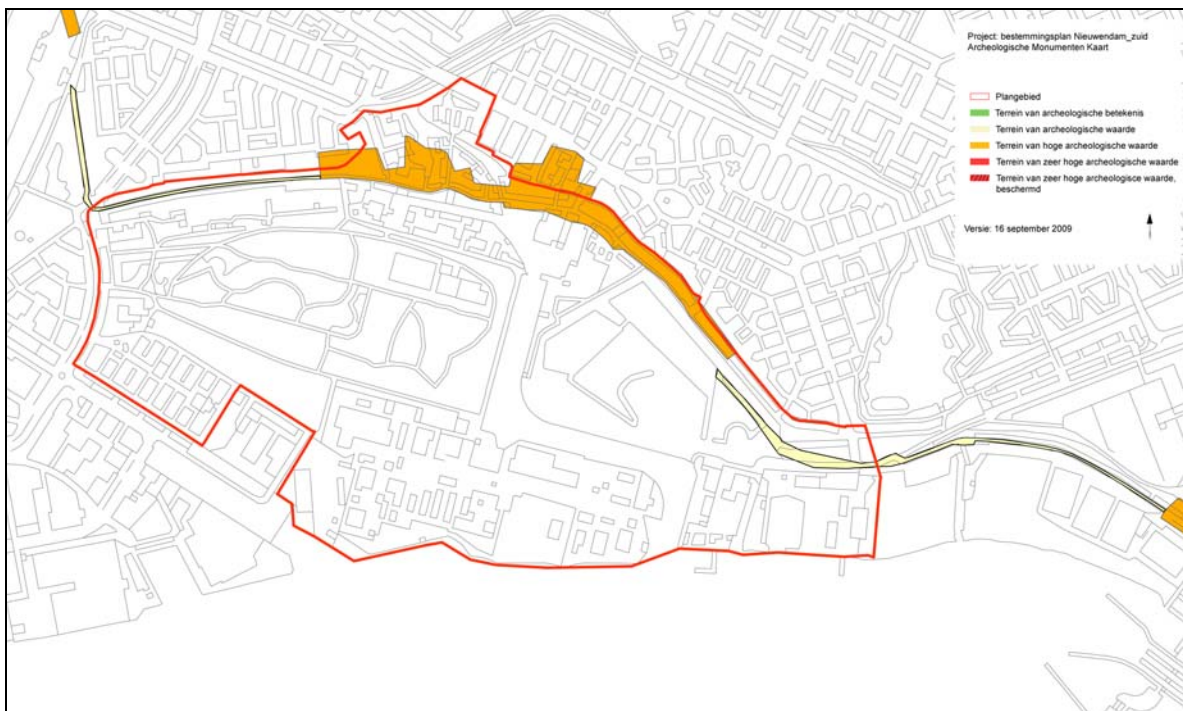 Project: bestemmingsplan Nieuwendam_zuid
Archeologische Monumenten Kaart
Plangebied
Terrein van archeologische betekenis
Terrein van archeologische waarde
Terrein van hoge archeologische waarde
Terrein van zeer hoge archeologische waarde
Terrein van zeer hoge archeologisce waarde,
beschermd
Versie: 16 september 2009